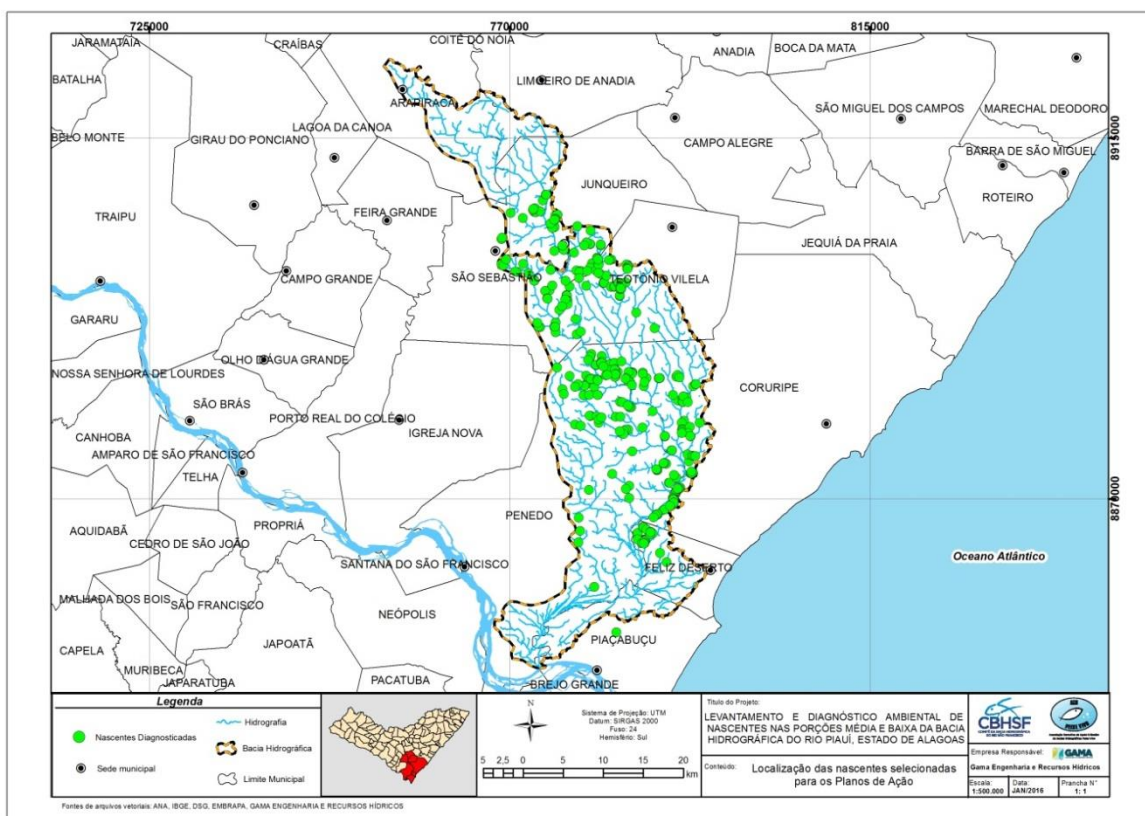 725000 770000 815000
JARAMATAIA
CRAÍBAS
COITÉ DO NÓIA
ANADIA
BOCA DA MATA
BATALHA
LIMOEIRO DE ANADIA
ARAPIRACA
SÃO MIGUEL DOS CAMPOS
MARECHAL DEODORO
BELO MONTE
GIRAU DO PONCIANO
LAGOA DA CANOA
CAMPO ALEGRE
BARRA DE SÃO MIGUEL
8915000
JUNQUEIRO
ROTEIRO
TRAIPU
FEIRA GRANDE
JEQUIÁ DA PRAIA
CAMPO GRANDE
SÃO SEBASTIÃO
TEOTÔNIO VILELA
GARARU
OLHO D'ÁGUA GRANDE
NOSSA SENHORA DE LOURDES
CORURIPE
SÃO BRÁS
PORTO REAL DO COLÉGIO
IGREJA NOVA
CANHOBA
AMPARO DE SÃO FRANCISCO
TELHA
8870000
PENEDO
PROPRIÁ
AQUIDABÃ
CEDRO DE SÃO JOÃO
Oceano Atlântico
SANTANA DO SÃO FRANCISCO
FELIZ DESERTO
MALHADA DOS BOIS
SÃO FRANCISCO
NEÓPOLIS
PIAÇABUÇU
JAPOATÃ
CAPELA
MURIBECA
JAPARATUBA
PACATUBA
BREJO GRANDE
Legenda
Nascentes Diagnosticadas
Sede municipal
Hidrografia
Bacia Hidrográfica
Limite Municipal
N
Sistema de Projeção: UTM
Datum: SIRGAS 2000
Fuso: 24
Hemisfério: Sul
5 2,5 0 5 10 15 20
km
Título do Projeto:
LEVANTAMENTO E DIAGNÓSTICO AMBIENTAL DE
NASCENTES NAS PORÇÕES MÉDIA E BAIXA DA BACIA
HIDROGRÁFICA DO RIO PIAUÍ, ESTADO DE ALAGOAS
Conteúdo:
Localização das nascentes selecionadas
para os Planos de Ação
CBHSF
Empresa Responsável:
GAMA
Gama Engenharia e Recursos Hídricos
Escala:
1:500.000
Data:
JAN/2016
Prancha N°
1: 1
Fontes de arquivos vetoriais: ANA, IBGE, DSG, EMBRAPA, GAMA ENGENHARIA E RECURSOS HÍDRICOS